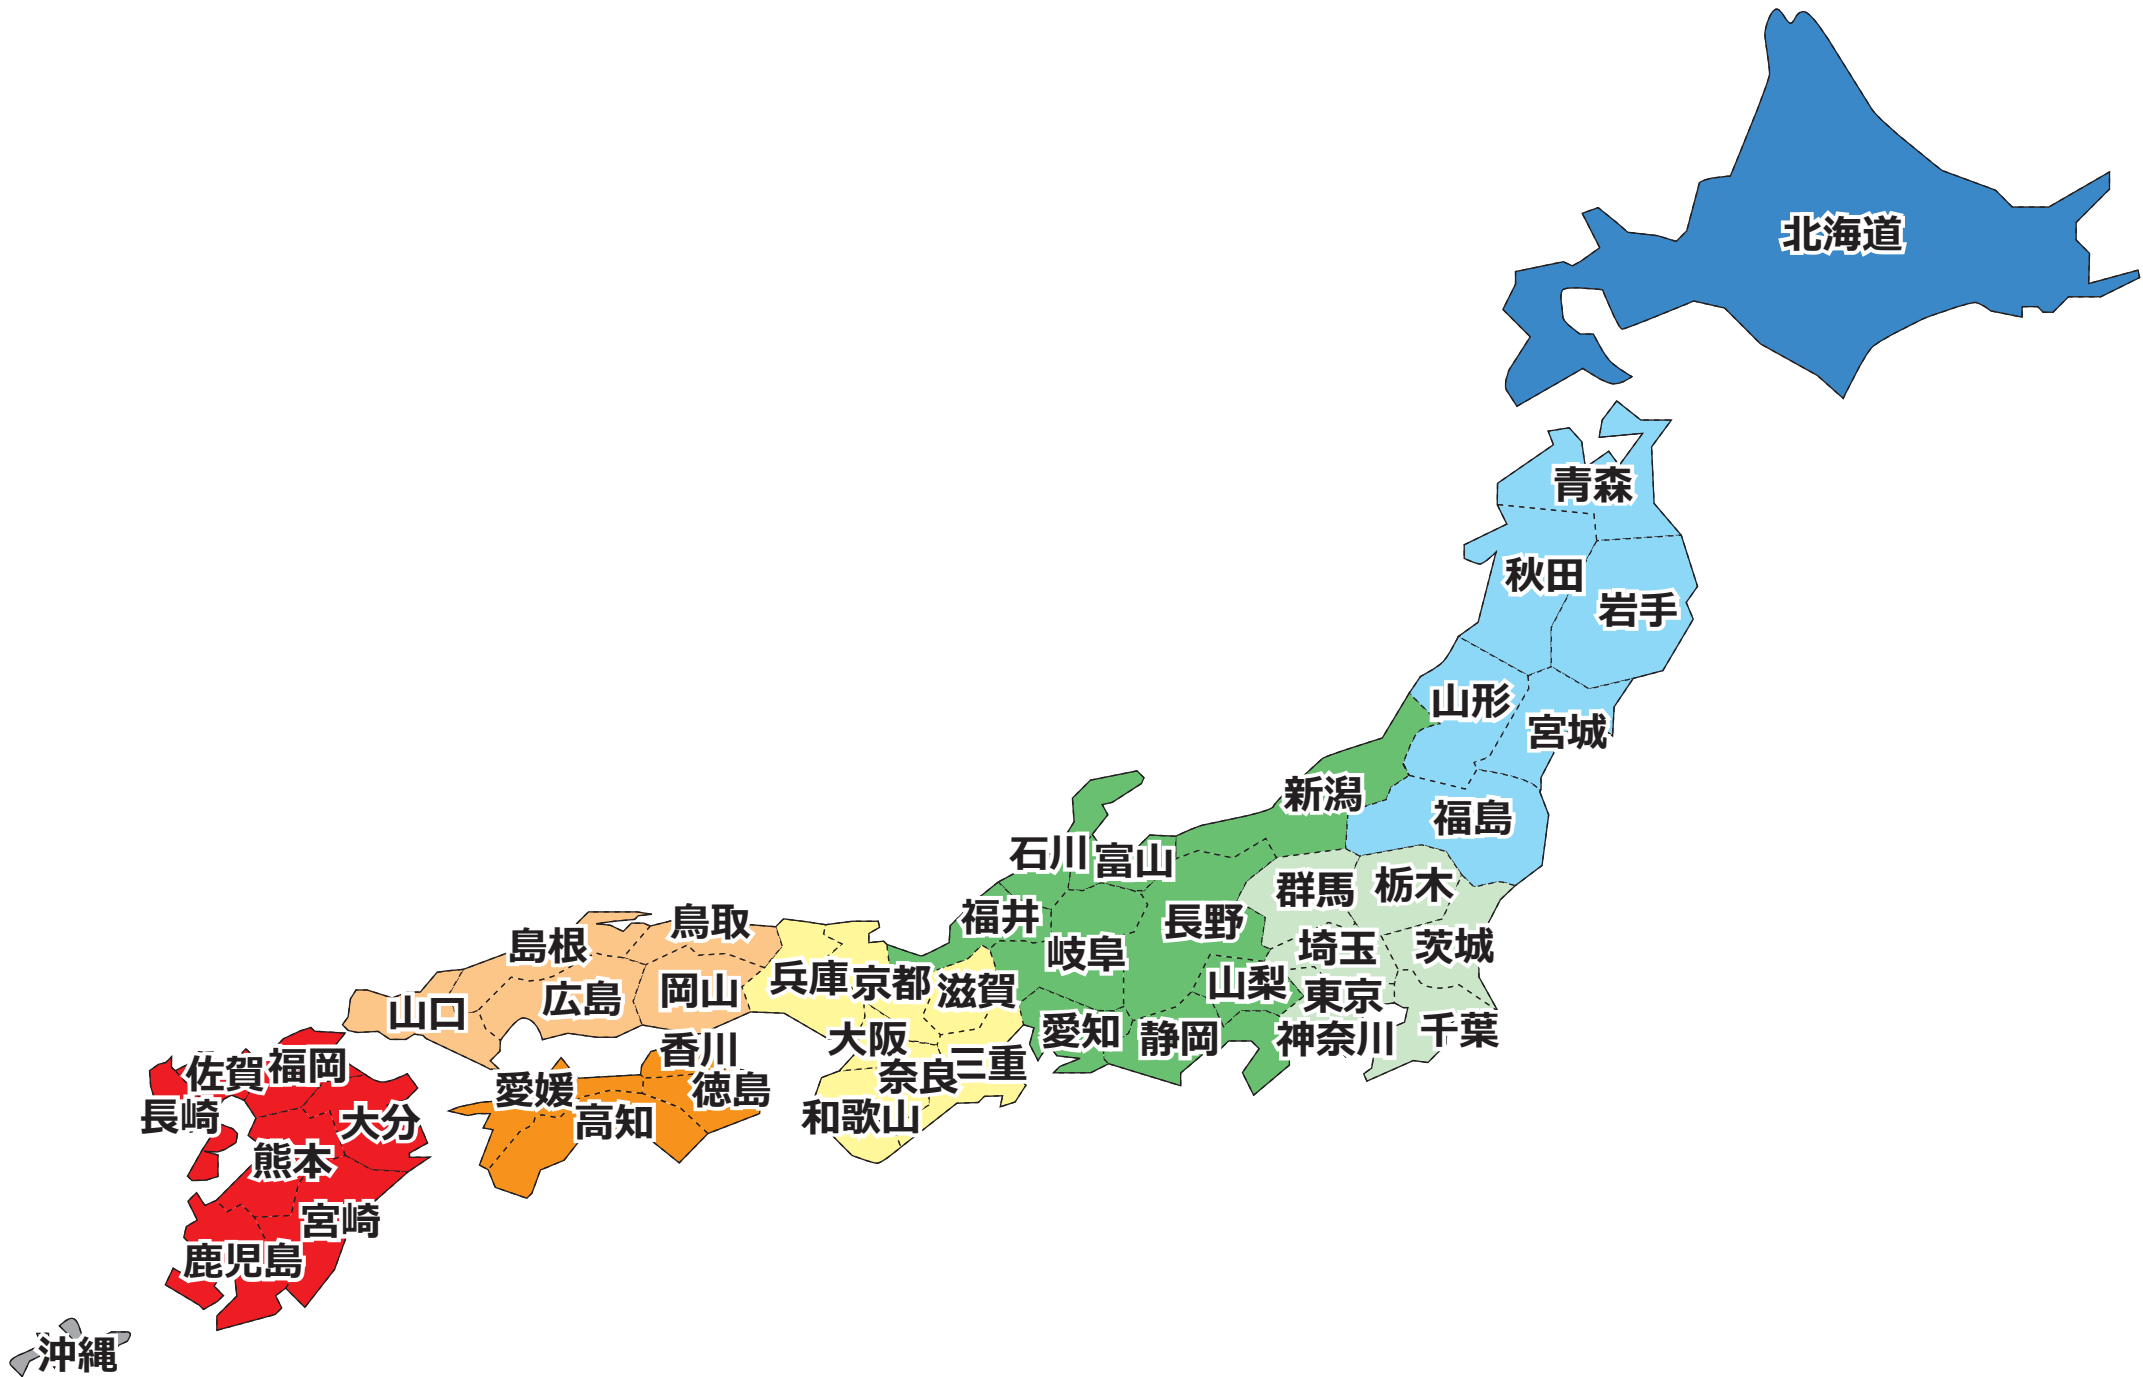 北海道
青森
秋田
岩手
山形
宮城
新潟
福島
石川
富山
群馬
栃木
福井
長野
埼玉
茨城
岐阜
鳥取
島根
兵庫
京都
滋賀
山梨
東京
岡山
広島
山口
愛知
静岡
神奈川
千葉
大阪
三重
奈良
和歌山
香川
徳島
愛媛
高知
福岡
佐賀
長崎
大分
熊本
宮崎
鹿児島
沖縄